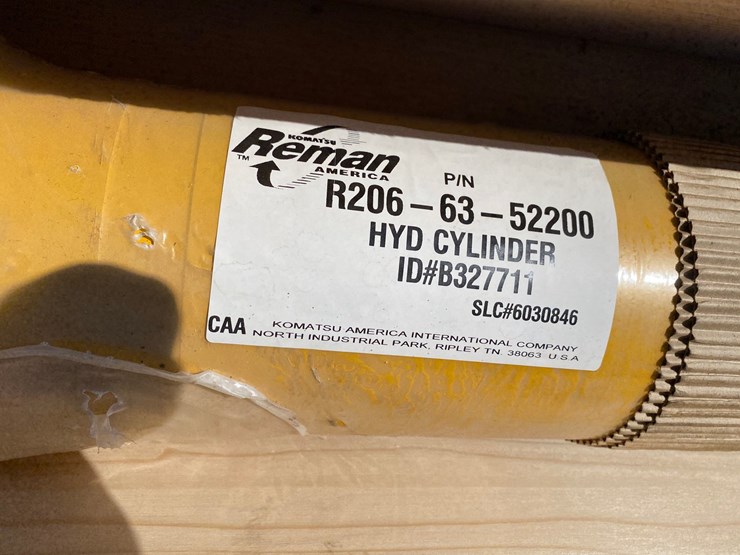 KOMATSU
Reman
TM
AMERICA
P/N
R206-63-52200
HYD CYLINDER
ID#B327711
SLC#6030846
CAA
KOMATSU AMERICA INTERNATIONAL COMPANY
NORTH INDUSTRIAL PARK, RIPLEY TN. 38063 U.S.A